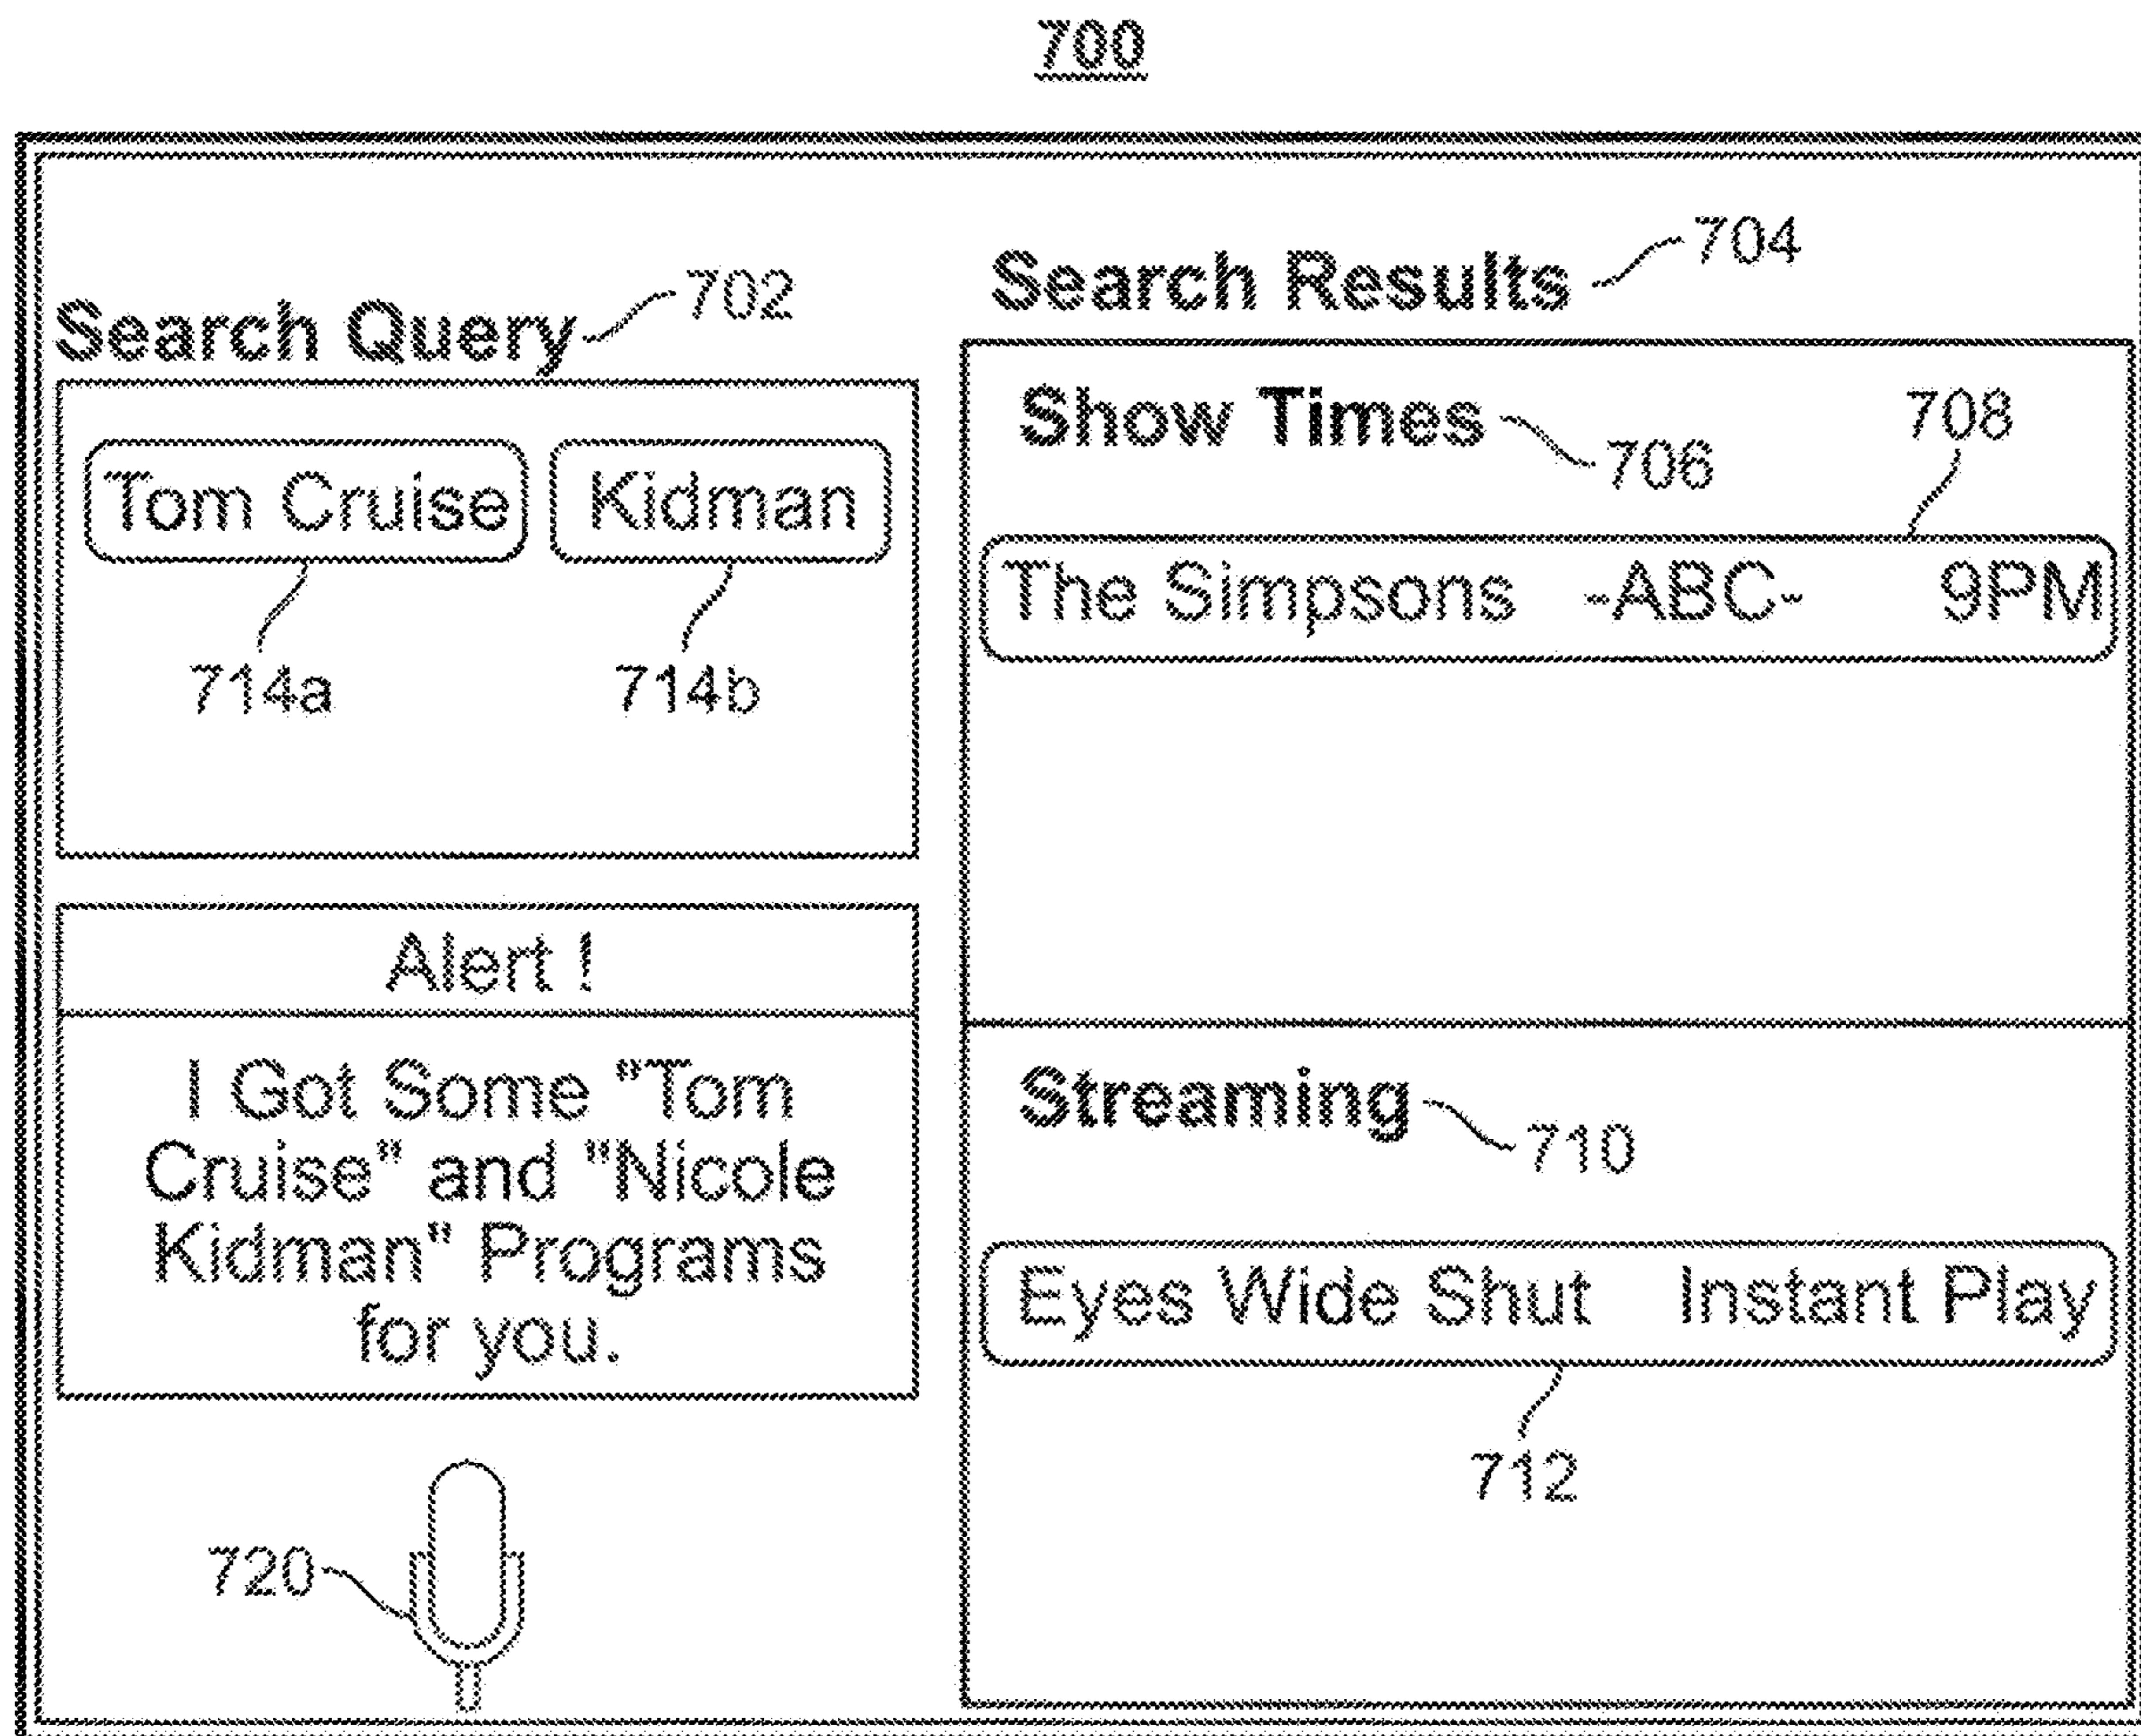 700
Search Query 702
Tom Cruise Kidman
714a 714b
Alert !
I Got Some "Tom
Cruise" and "Nicole
Kidman" Programs
for you.
720
Search Results 704
Show Times 706
708
The Simpsons -ABC- 9PM
Streaming 710
Eyes Wide Shut Instant Play
712